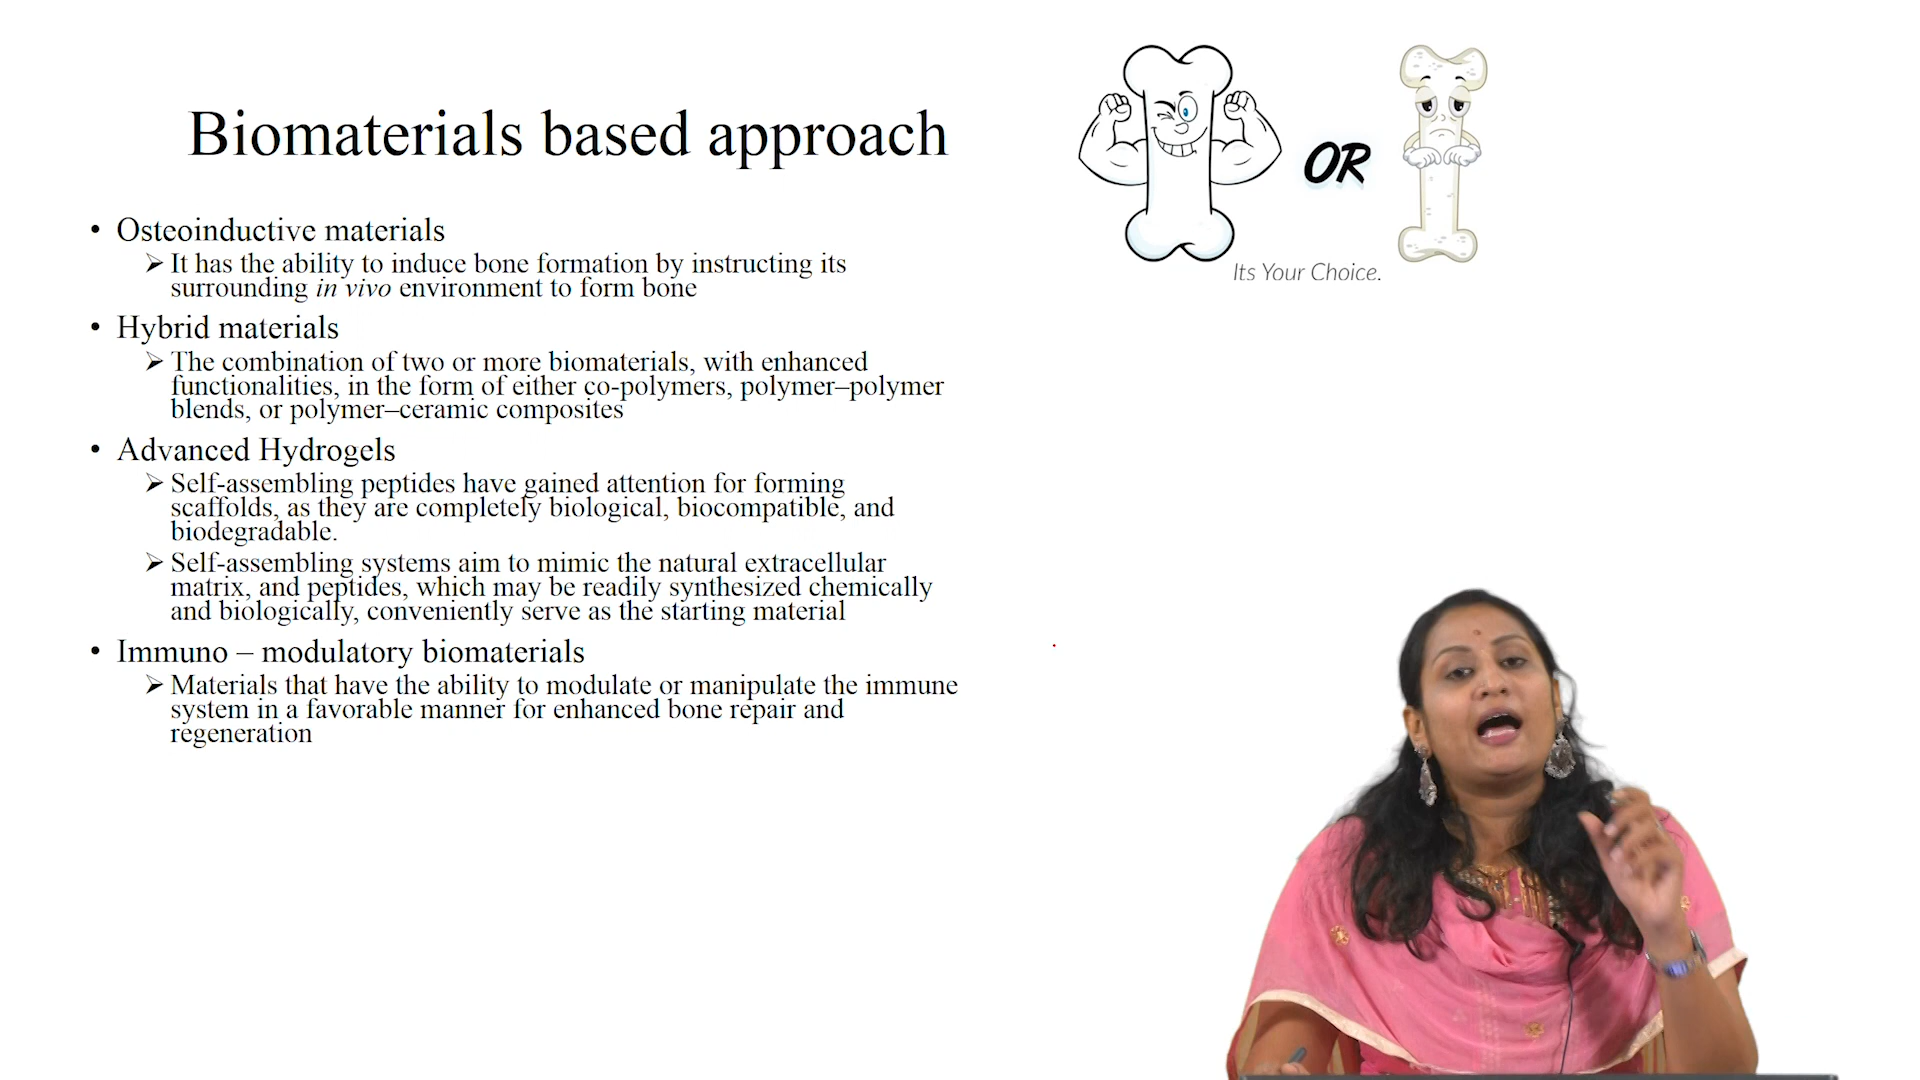 Biomaterials based approach
• Osteoinductive materials
➢ It has the ability to induce bone formation by instructing its
surrounding in vivo environment to form bone
• Hybrid materials
➢ The combination of two or more biomaterials, with enhanced
functionalities, in the form of either co-polymers, polymer–polymer
blends, or polymer–ceramic composites
• Advanced Hydrogels
➢ Self-assembling peptides have gained attention for forming
scaffolds, as they are completely biological, biocompatible, and
biodegradable.
➢ Self-assembling systems aim to mimic the natural extracellular
matrix, and peptides, which may be readily synthesized chemically
and biologically, conveniently serve as the starting material
• Immuno – modulatory biomaterials
➢ Materials that have the ability to modulate or manipulate the immune
system in a favorable manner for enhanced bone repair and
regeneration
OR
Its Your Choice.